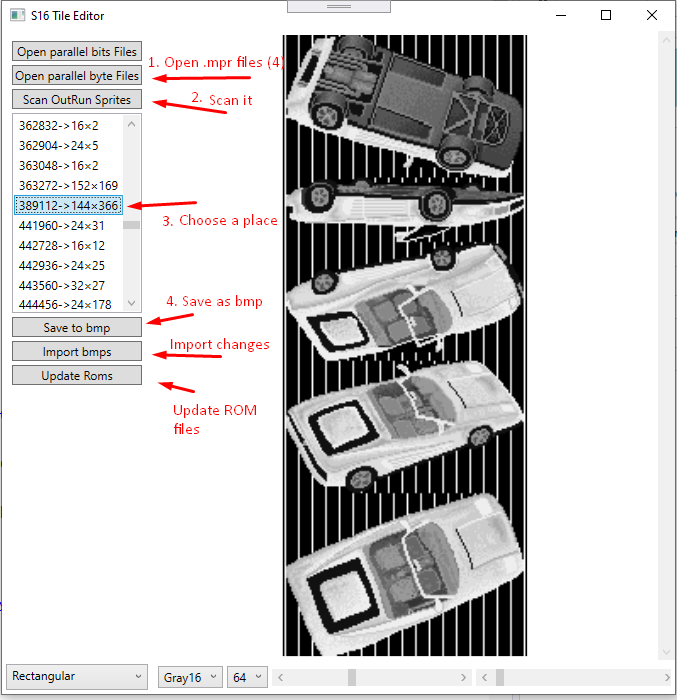 S16 Tile Editor
Open parallel bits Files
Open parallel byte Files
1. Open .mpr files (4)
Scan OutRun Sprites
2. Scan it
362832->16×2
362904->24×5
363048->16×2
363272->152×169
389112->144×366
3. Choose a place
441960->24×31
442728->16×12
442936->24×25
443560->32×27
444456->24×178
4. Save as bmp
Save to bmp
Import changes
Import bmps
Update Roms
Update ROM
files
Rectangular
Gray16
64